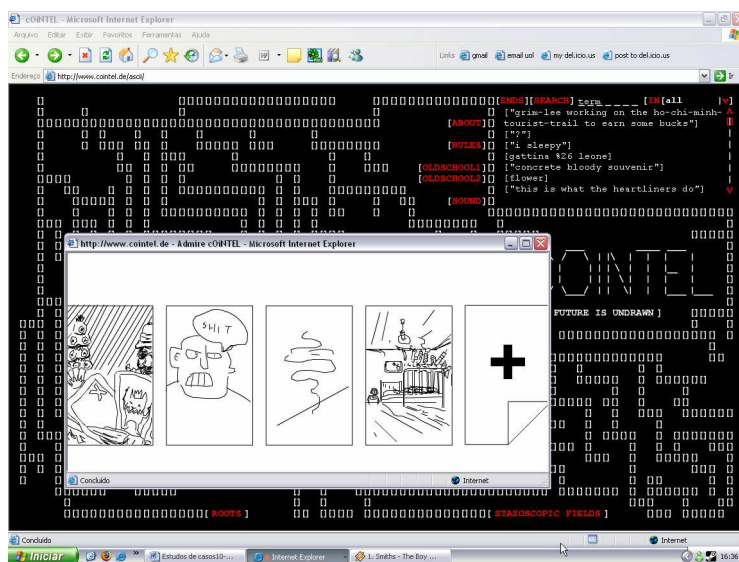 cOiNTEL - Microsoft Internet Explorer
Arquivo Editar Exibir Favoritos Ferramentas Ajuda
Links gmail email uol my del.icio.us post to del.icio.us
Endereço http://www.cointel.de/ascii/ Ir
[ENDS][SEARCH] term_____ [IN[all |v]
["grim-lee working on the ho-chi-minh-
[ABOUT] tourist-trail to earn some bucks"]
["?"]
[RULES] ["i sleepy"]
[gattina %26 leone]
[OLDSCHOOL1] ["concrete bloody souvenir"]
[OLDSCHOOL2] [flower]
["this is what the heartliners do"]
[SOUND]
http://www.cointel.de - Admire cOiNTEL - Microsoft Internet Explorer
COINTEL
FUTURE IS UNDRAWN]
SHIT
+
Concluído Internet
[ROOTS] [STAZOSCOPIC FIELDS ]
Concluído Internet
Iniciar » Estudos de casos10-... Internet Explorer 1. Smiths - The Boy ... 16:36